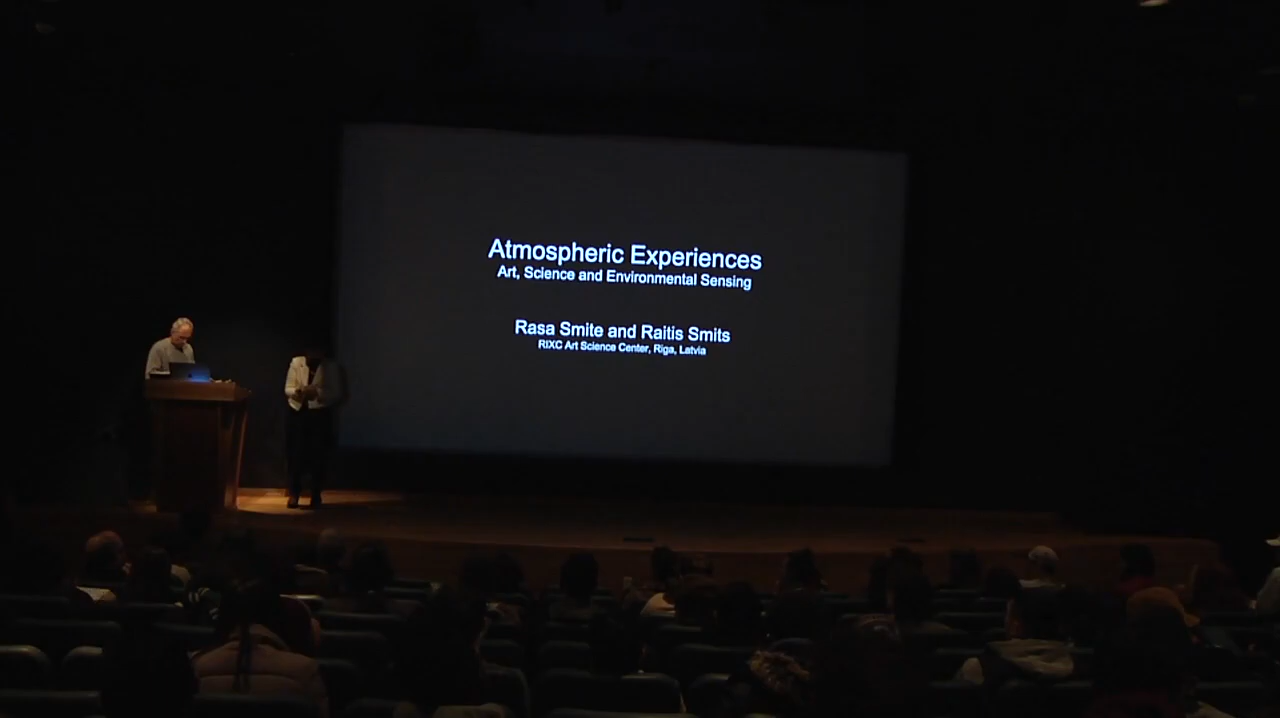 Atmospheric Experiences
Art, Science and Environmental Sensing
Rasa Smite and Raitis Smits
RIXC Art Science Center, Riga, Latvia